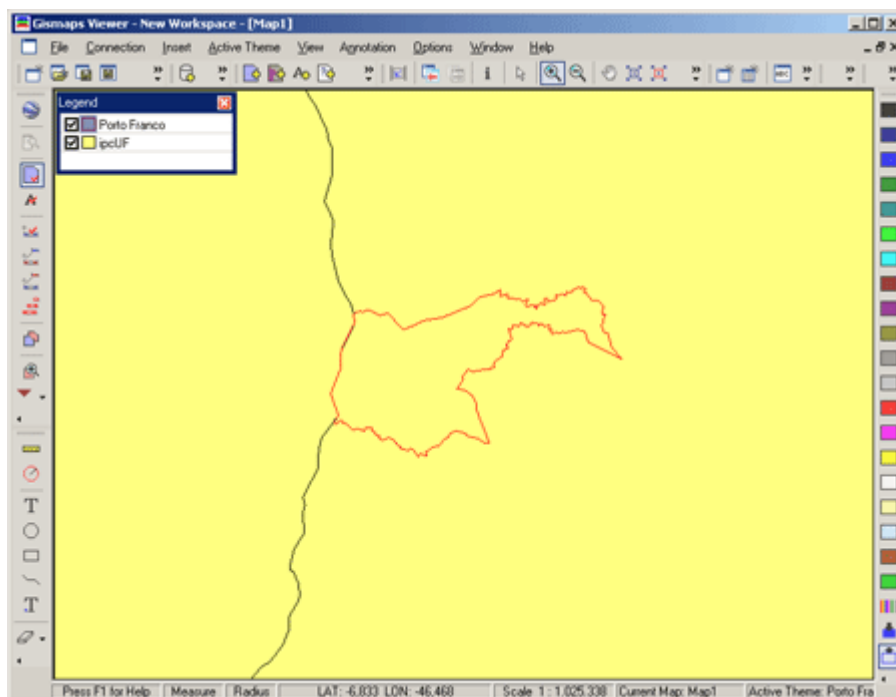 Gismaps Viewer - New Workspace - [Map1]
File Connection Insert Active Theme View Annotation Options Window Help
Legend
Porto Franco
ipcUF
Press F1 for Help Measure Radius LAT: -6,833 LON: -46,468 Scale 1 : 1.025.338 Current Map: Map1 Active Theme: Porto Fra